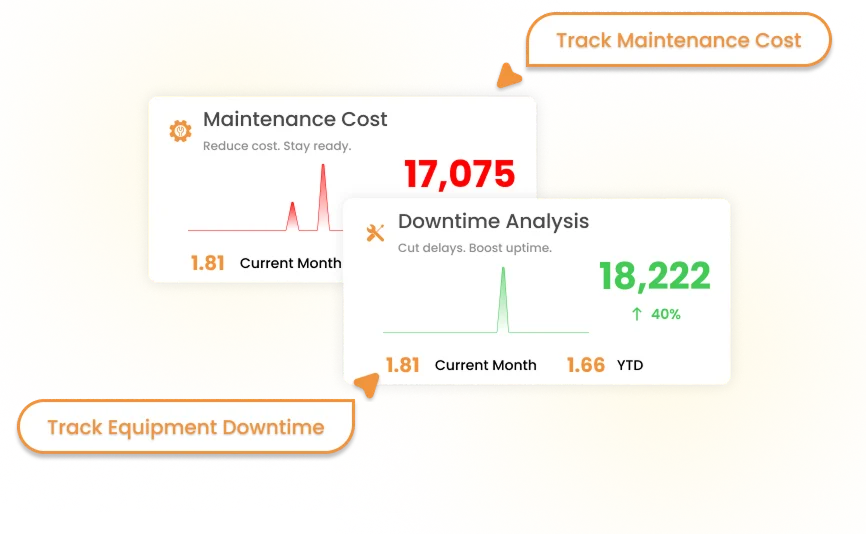 Track Maintenance Cost
Maintenance Cost
Reduce cost. Stay ready.
17,075
1.81 Current Month
Downtime Analysis
Cut delays. Boost uptime.
18,222
↑ 40%
1.81 Current Month 1.66 YTD
Track Equipment Downtime